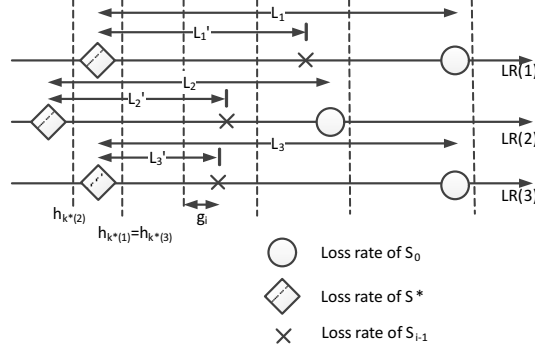 L1
L1'
LR(1)
L2
L2'
LR(2)
L3
L3'
LR(3)
hk*(2)
gi
hk*(1)=hk*(3)
Loss rate of S0
Loss rate of S*
Loss rate of Si-1